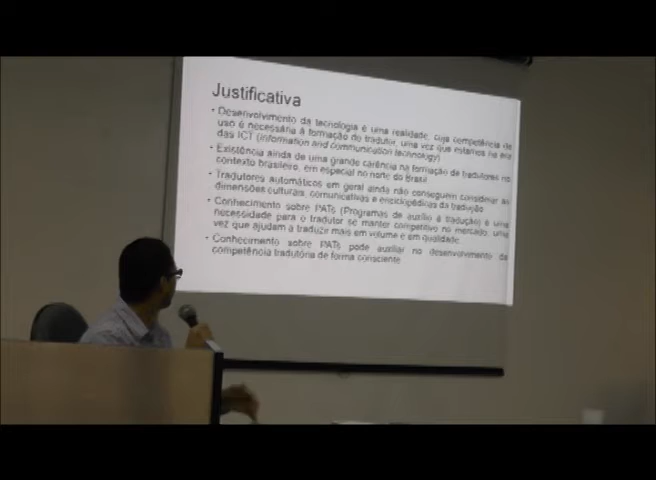 Justificativa
• Desenvolvimento da tecnologia é uma realidade, cuja competência de
uso é necessária à formação do tradutor, uma vez que estamos na era
das ICT (information and communication technology)
• Existência ainda de uma grande carência na formação de tradutores no
contexto brasileiro, em especial no norte do Brasil
• Tradutores automáticos em geral ainda não conseguem considerar as
dimensões culturais, comunicativas e enciclopédicas da tradução
• Conhecimento sobre PATs (Programas de auxílio à tradução) é uma
necessidade para o tradutor se manter competitivo no mercado, uma
vez que ajudam a traduzir mais em volume e em qualidade
• Conhecimento sobre PATs pode auxiliar no desenvolvimento da
competência tradutória de forma consciente